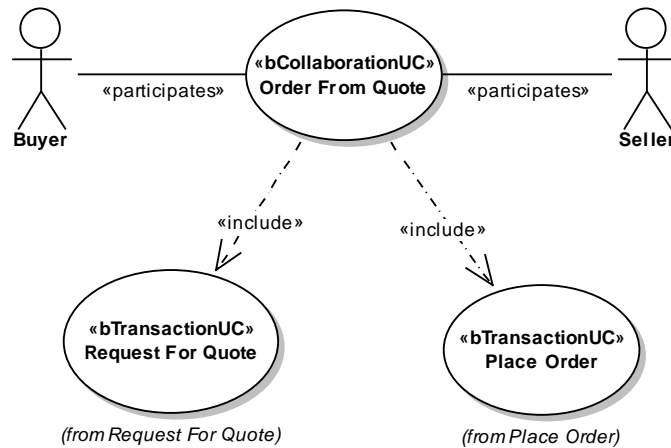 «bCollaborationUC»
Order From Quote
«participates»
«participates»
Buyer
Seller
«include»
«include»
«bTransactionUC»
Request For Quote
«bTransactionUC»
Place Order
(from Request For Quote)
(from Place Order)